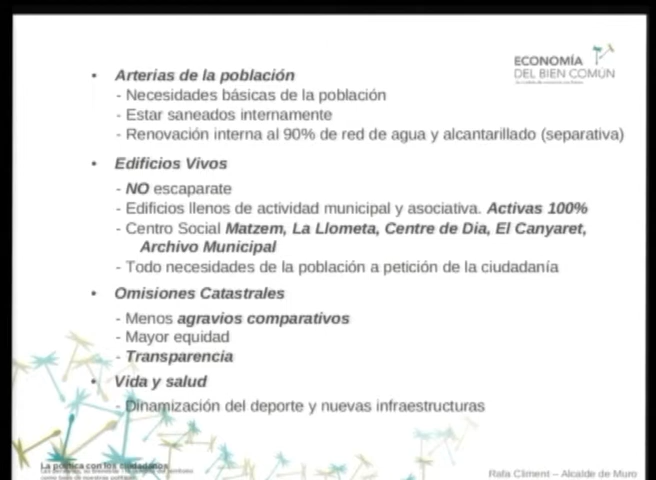 ECONOMÍA
DEL BIEN COMÚN
• Arterias de la población
- Necesidades básicas de la población
- Estar saneados internamente
- Renovación interna al 90% de red de agua y alcantarillado (separativa)
• Edificios Vivos
- NO escaparate
- Edificios llenos de actividad municipal y asociativa. Activas 100%
- Centro Social Matzem, La Llometa, Centre de Dia, El Canyaret,
Archivo Municipal
- Todo necesidades de la población a petición de la ciudadanía
• Omisiones Catastrales
- Menos agravios comparativos
- Mayor equidad
- Transparencia
• Vida y salud
- Dinamización del deporte y nuevas infraestructuras
La política con los ciudadanos
Rafa Climent – Alcalde de Muro